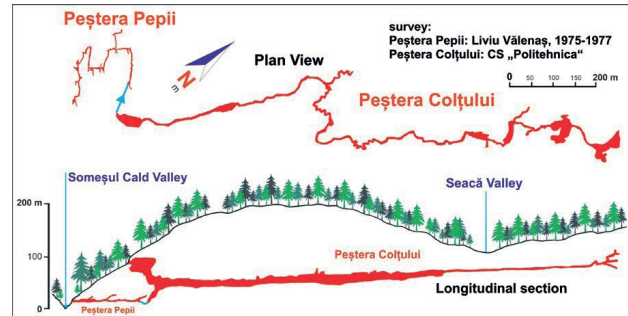 Peștera Pepii
survey:
Peștera Pepii: Liviu Vălenaș, 1975-1977
Peștera Colțului: CS „Politehnica“
N
m
Plan View
0 50 100 200 m
Peștera Colțului
Someșul Cald Valley
Seacă Valley
200 m
100
0
Peștera Colțului
Longitudinal section
Peștera Pepii